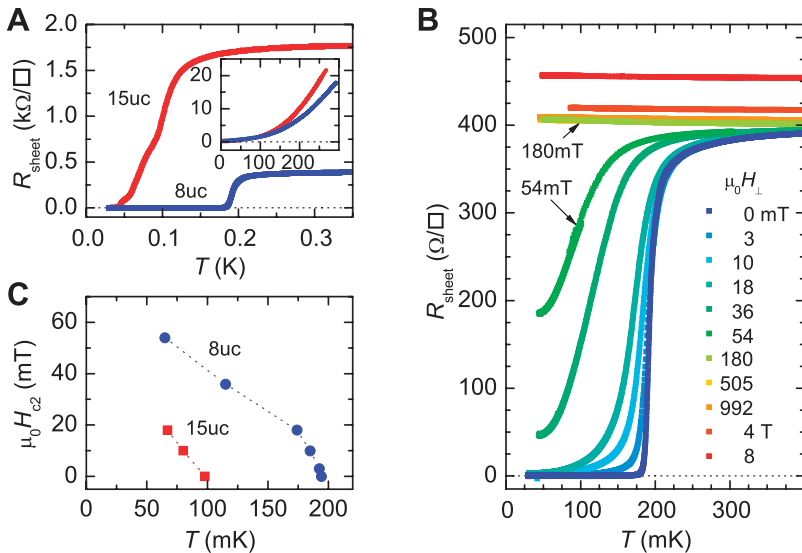 A
2.0
1.5
1.0
0.5
0.0
R_sheet (kΩ/□)
15uc
8uc
20
10
0
0 100 200
0.0 0.1 0.2 0.3
T (K)
B
500
400
300
200
100
0
R_sheet (Ω/□)
180mT
54mT
μ₀H⊥
0 mT
3
10
18
36
54
180
505
992
4 T
8
0 100 200 300
T (mK)
C
60
40
20
0
μ₀H_c2 (mT)
8uc
15uc
0 50 100 150 200
T (mK)